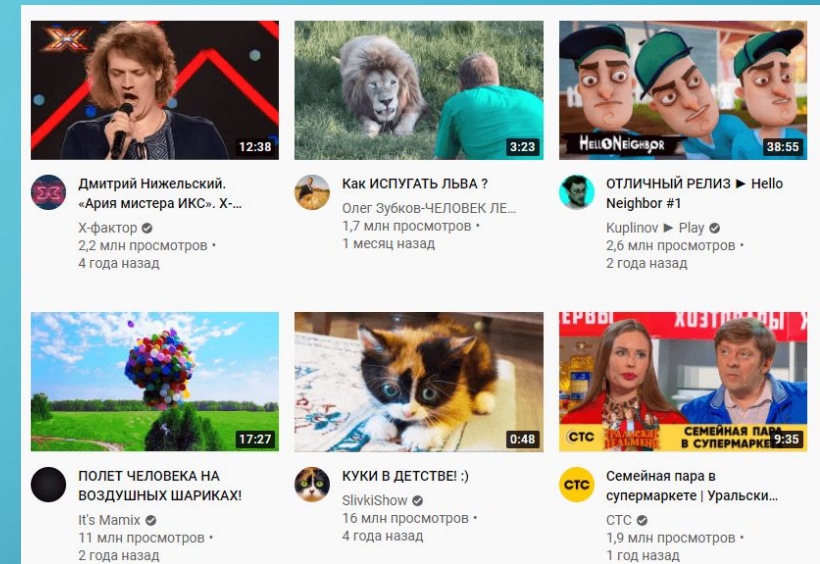 X
12:38
3:23
HELLO NEIGHBOR
38:55
Дмитрий Нижельский.
«Ария мистера ИКС». X-...
Х-фактор
2,2 млн просмотров •
4 года назад
Как ИСПУГАТЬ ЛЬВА ?
Олег Зубков-ЧЕЛОВЕК ЛЕ...
1,7 млн просмотров •
1 месяц назад
ОТЛИЧНЫЙ РЕЛИЗ ► Hello
Neighbor #1
Kuplinov ► Play
2,6 млн просмотров •
2 года назад
17:27
0:48
СТС
СЕМЕЙНАЯ ПАРА
В СУПЕРМАРКЕ
9:35
ПОЛЕТ ЧЕЛОВЕКА НА
ВОЗДУШНЫХ ШАРИКАХ!
It's Mamix
11 млн просмотров •
2 года назад
КУКИ В ДЕТСТВЕ! :)
SlivkiShow
16 млн просмотров •
4 года назад
СТС
Семейная пара в
супермаркете | Уральски...
СТС
1,9 млн просмотров •
1 год назад